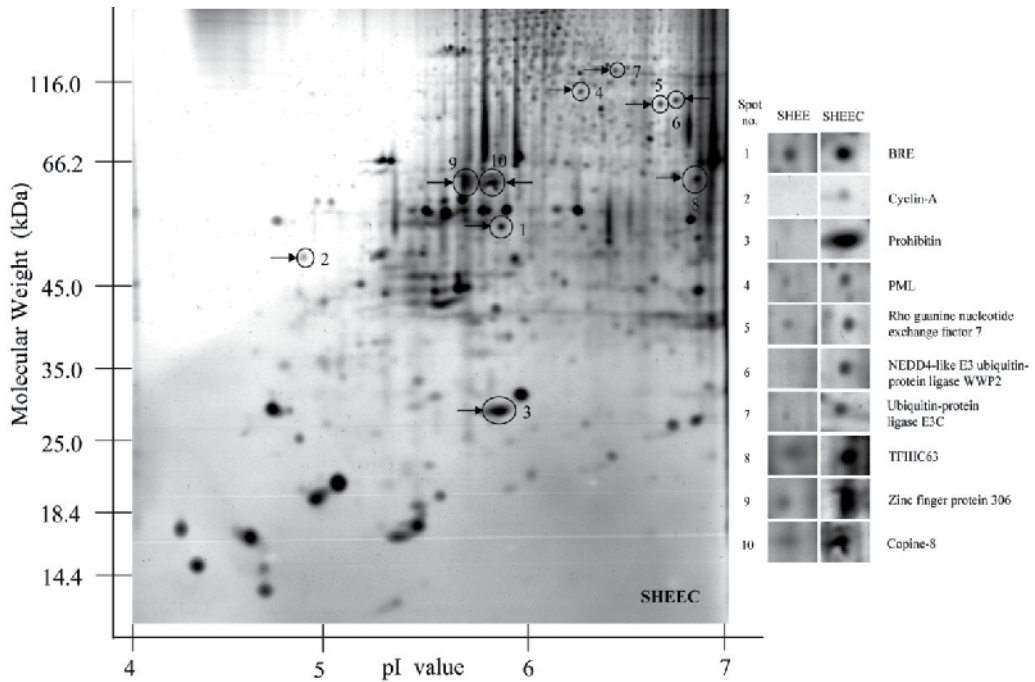 Molecular Weight (kDa)
116.0
66.2
45.0
35.0
25.0
18.4
14.4
7
4
5
6
9
10
8
1
2
3
SHEEC
4
5
6
7
pI value
Spot no.
SHEE
SHEEC
1
BRE
2
Cyclin-A
3
Prohibitin
4
PML
5
Rho guanine nucleotide
exchange factor 7
6
NEDD4-like E3 ubiquitin-
protein ligase WWP2
7
Ubiquitin-protein
ligase E3C
8
TFIIIC63
9
Zinc finger protein 306
10
Copine-8